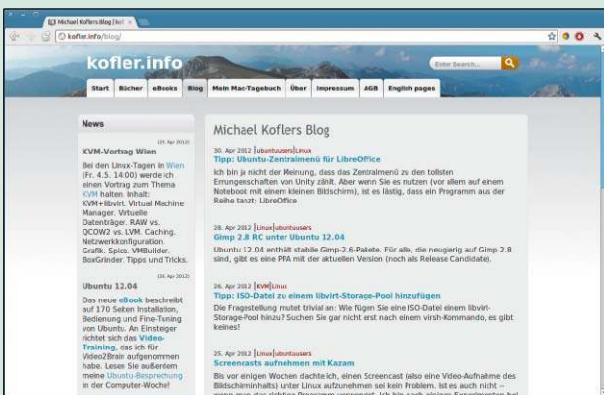 Michael Koflers Blog | kof
kofler.info/blog/
kofler.info
Enter Search...
Start Bücher eBooks Blog Mein Mac-Tagebuch Über Impressum AGB English pages
News
(29. Apr 2012)
KVM-Vortrag Wien
Bei den Linux-Tagen in Wien
(Fr. 4.5. 14:00) werde ich
einen Vortrag zum Thema
KVM halten. Inhalt:
KVM+libvirt. Virtual Machine
Manager. Virtuelle
Datenträger. RAW vs.
QCOW2 vs. LVM. Caching.
Netzwerkkonfiguration.
Grafik. Spice. VMBuilder.
BoxGrinder. Tipps und Tricks.
(26. Apr 2012)
Ubuntu 12.04
Das neue eBook beschreibt
auf 170 Seiten Installation,
Bedienung und Fine-Tuning
von Ubuntu. An Einsteiger
richtet sich das Video-
Training, das ich für
Video2Brain aufgenommen
habe. Lesen Sie außerdem
meine Ubuntu-Besprechung
in der Computer-Woche!
Michael Koflers Blog
30. Apr 2012 |ubuntuusers|Linux
Tipp: Ubuntu-Zentralmenü für LibreOffice
Ich bin ja nicht der Meinung, dass das Zentralmenü zu den tollsten
Errungenschaften von Unity zählt. Aber wenn Sie es nutzen (vor allem auf einem
Notebook mit einem kleinen Bildschirm), ist es lästig, dass ein Programm aus der
Reihe tanzt: LibreOffice
28. Apr 2012 |Linux|ubuntuusers
Gimp 2.8 RC unter Ubuntu 12.04
Ubuntu 12.04 enthält stabile Gimp-2.6-Pakete. Für alle, die neugierig auf Gimp 2.8
sind, gibt es eine PPA mit der aktuellen Version (noch als Release Candidate).
26. Apr 2012 |KVM|Linux
Tipp: ISO-Datei zu einem libvirt-Storage-Pool hinzufügen
Die Fragestellung mutet trivial an: Wie fügen Sie eine ISO-Datei einem libvirt-
Storage-Pool hinzu? Suchen Sie gar nicht erst nach einem virsh-Kommando, es gibt
keines!
25. Apr 2012 |Linux|ubuntuusers
Screencasts aufnehmen mit Kazam
Bis vor einigen Wochen dachte ich, einen Screencast (also eine Video-Aufnahme des
Bildschirminhalts) unter Linux aufzunehmen sei kein Problem. Ist es auch nicht --
wenn man das richtige Programm verwendet. Ich bin nach einigen Experimenten bei